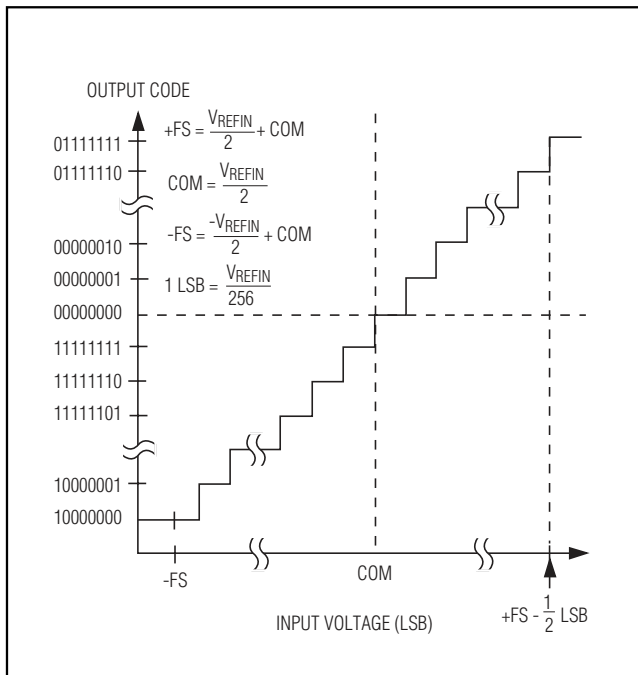 OUTPUT CODE
+FS = V_REFIN/2 + COM
COM = V_REFIN/2
-FS = -V_REFIN/2 + COM
1 LSB = V_REFIN/256
01111111
01111110
00000010
00000001
00000000
11111111
11111110
11111101
10000001
10000000
-FS
COM
+FS - 1/2 LSB
INPUT VOLTAGE (LSB)